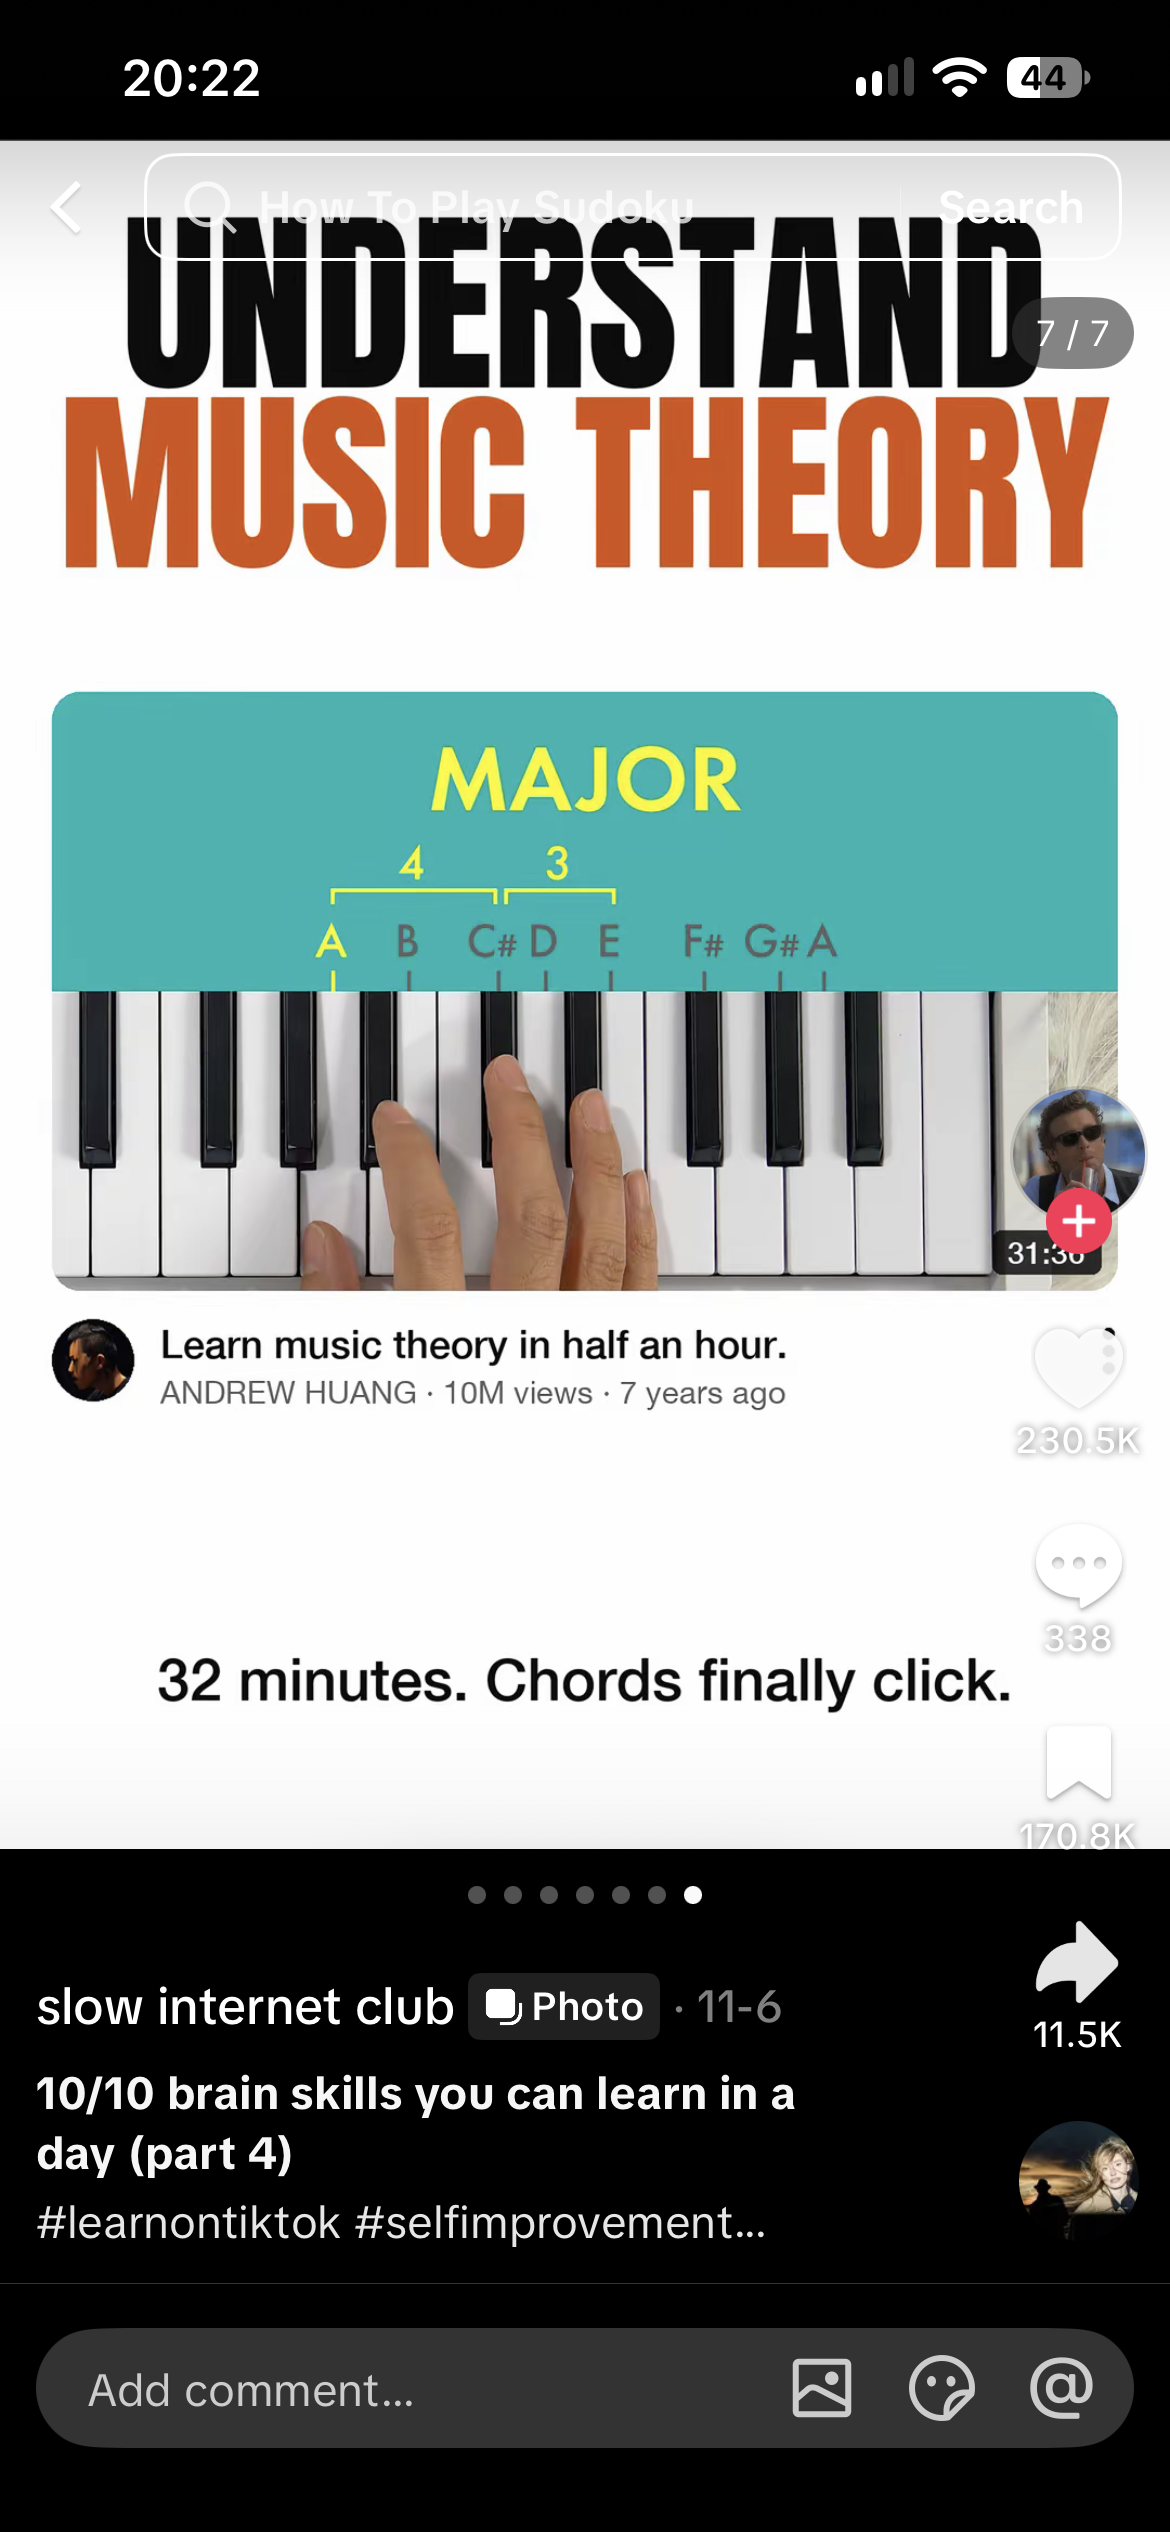 20:22
44
How To Play Sudoku
Search
UNDERSTAND
7 / 7
MUSIC THEORY
MAJOR
4 3
A B C# D E F# G# A
31:36
Learn music theory in half an hour.
ANDREW HUANG · 10M views · 7 years ago
230.5K
338
32 minutes. Chords finally click.
170.8K
slow internet club Photo · 11-6
11.5K
10/10 brain skills you can learn in a
day (part 4)
#learnontiktok #selfimprovement...
Add comment...